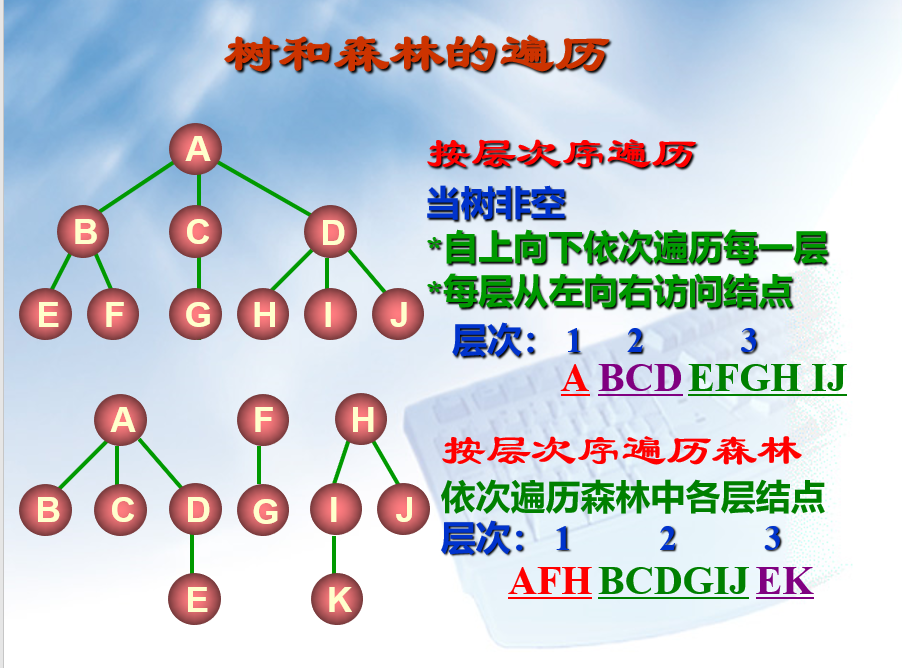 树和森林的遍历
A
B C D
E F G H I J
按层次序遍历
当树非空
*自上向下依次遍历每一层
*每层从左向右访问结点
层次： 1 2 3
A BCD EFGH IJ
A F H
B C D G I J
E K
按层次序遍历森林
依次遍历森林中各层结点
层次： 1 2 3
AFH BCDGIJ EK